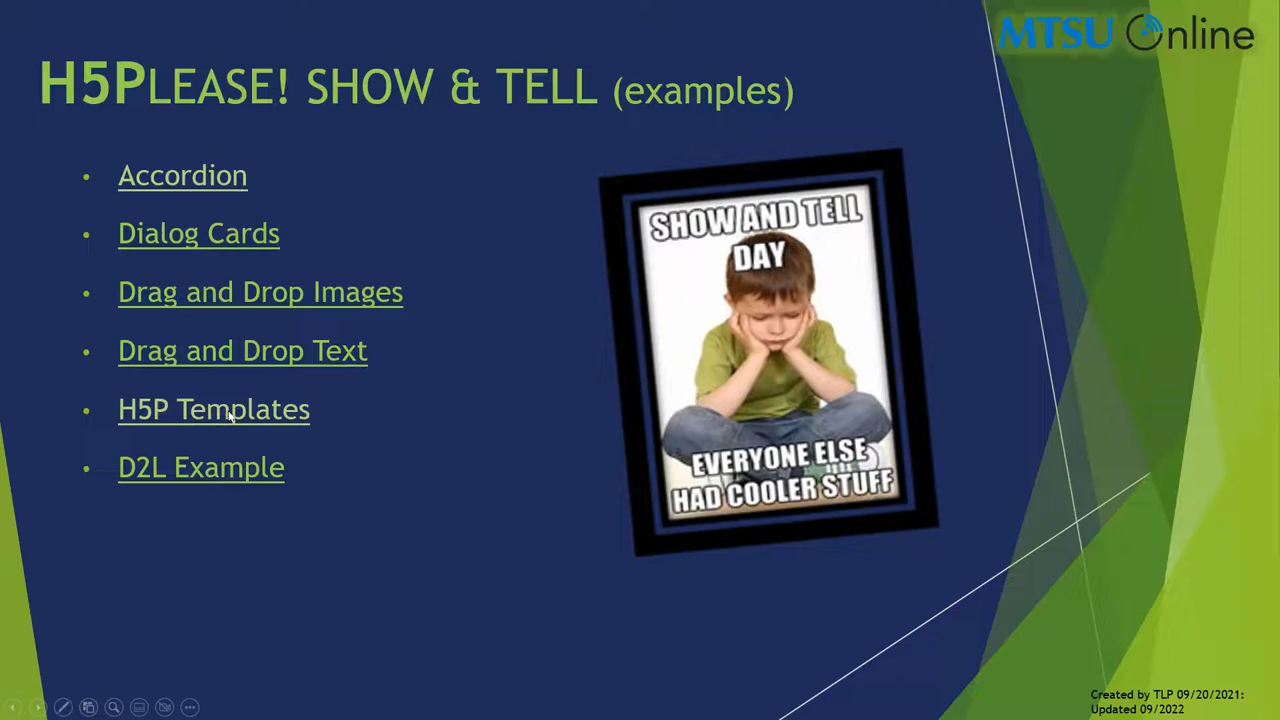 MTSU Online
H5PLEASE! SHOW & TELL (examples)
• Accordion
• Dialog Cards
• Drag and Drop Images
• Drag and Drop Text
• H5P Templates
• D2L Example
SHOW AND TELL
DAY
EVERYONE ELSE
HAD COOLER STUFF
Created by TLP 09/20/2021:
Updated 09/2022